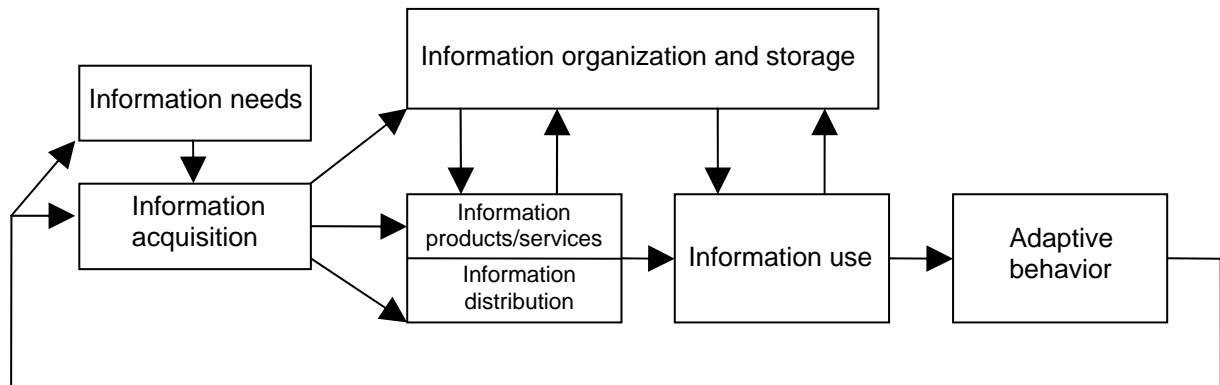 Information organization and storage
Information needs
Information
acquisition
Information
products/services
Information
distribution
Information use
Adaptive
behavior